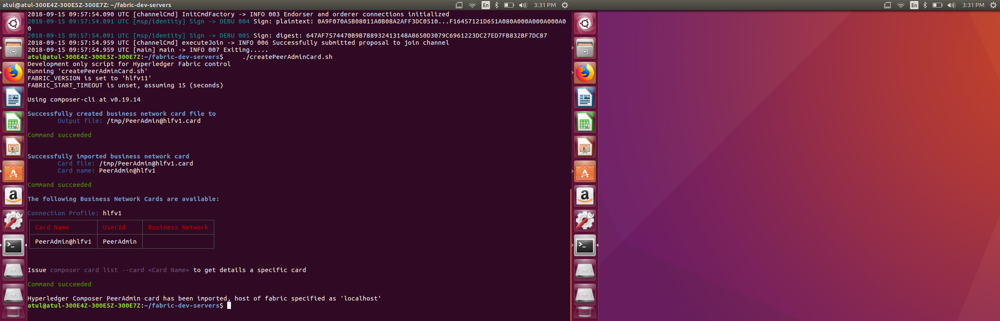 atul@atul-300E4Z-300E5Z-300E7Z: ~/fabric-dev-servers
En
3:31 PM
En
3:31 PM
2018-09-15 09:57:54.090 UTC [channelCmd] InitCmdFactory -> INFO 003 Endorser and orderer connections initialized
2018-09-15 09:57:54.091 UTC [msp/identity] Sign -> DEBU 004 Sign: plaintext: 0A9F070A5B08011A0B08A2AFF3DC0510...F16457121D651A080A000A000A000A0
0
2018-09-15 09:57:54.091 UTC [msp/identity] Sign -> DEBU 005 Sign: digest: 647AF7574470B9B788932413148A8650D3079C6961223DC27ED7FB832BF7DC87
2018-09-15 09:57:54.959 UTC [channelCmd] executeJoin -> INFO 006 Successfully submitted proposal to join channel
2018-09-15 09:57:54.959 UTC [main] main -> INFO 007 Exiting.....
atul@atul-300E4Z-300E5Z-300E7Z:~/fabric-dev-servers$     ./createPeerAdminCard.sh
Development only script for Hyperledger Fabric control
Running 'createPeerAdminCard.sh'
FABRIC_VERSION is set to 'hlfv11'
FABRIC_START_TIMEOUT is unset, assuming 15 (seconds)
Using composer-cli at v0.19.14
Successfully created business network card file to
Output file: /tmp/PeerAdmin@hlfv1.card
Command succeeded
Successfully imported business network card
Card file: /tmp/PeerAdmin@hlfv1.card
Card name: PeerAdmin@hlfv1
Command succeeded
The following Business Network Cards are available:
Connection Profile: hlfv1
Card Name UserId Business Network
PeerAdmin@hlfv1 PeerAdmin
Issue composer card list --card <Card Name> to get details a specific card
Command succeeded
Hyperledger Composer PeerAdmin card has been imported, host of fabric specified as 'localhost'
atul@atul-300E4Z-300E5Z-300E7Z:~/fabric-dev-servers$